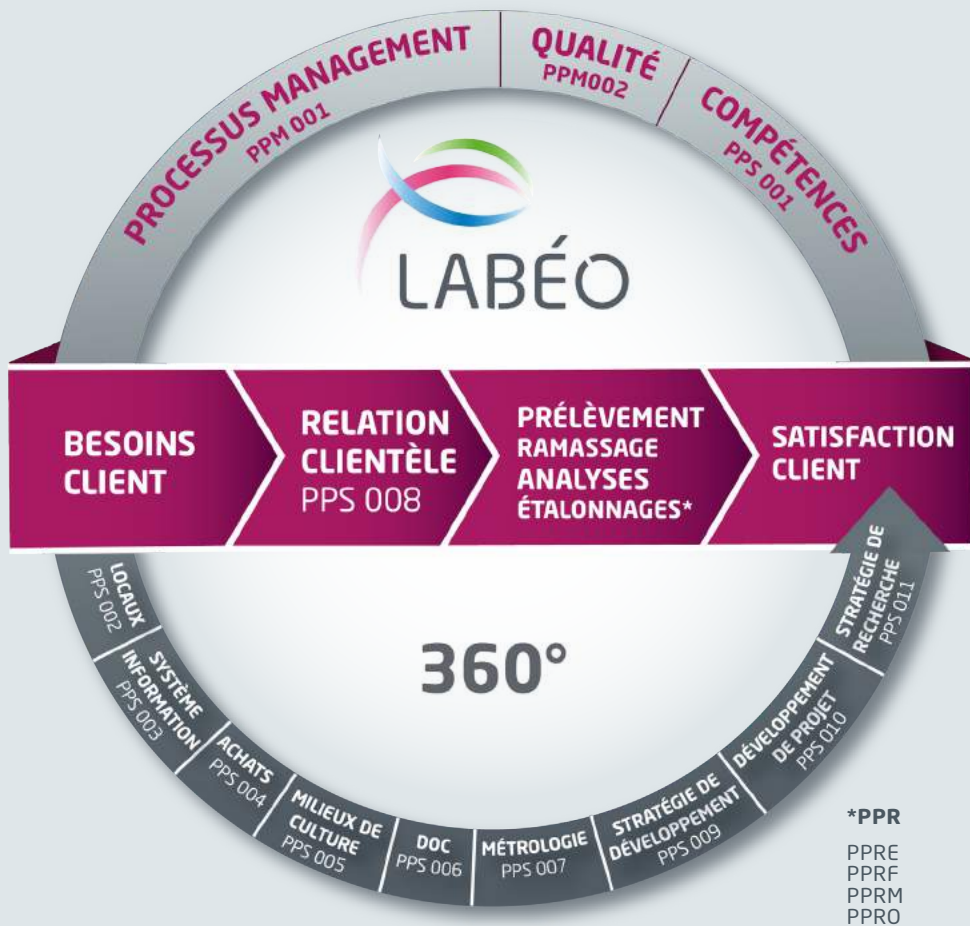 PROCESSUS MANAGEMENT
PPM 001
QUALITÉ
PPM002
COMPÉTENCES
PPS 001
LABÉO
BESOINS
CLIENT
RELATION
CLIENTÈLE
PPS 008
PRÉLÈVEMENT
RAMASSAGE
ANALYSES
ÉTALONNAGES*
SATISFACTION
CLIENT
360°
LOCAUX
PPS 002
SYSTÈME
INFORMATION
PPS 003
ACHATS
PPS 004
MILIEUX DE
CULTURE
PPS 005
DOC
PPS 006
MÉTROLOGIE
PPS 007
STRATÉGIE DE
DÉVELOPPEMENT
PPS 009
DÉVELOPPEMENT
DE PROJET
PPS 010
STRATÉGIE DE
RECHERCHE
PPS 011
*PPR
PPRE
PPRF
PPRM
PPRO